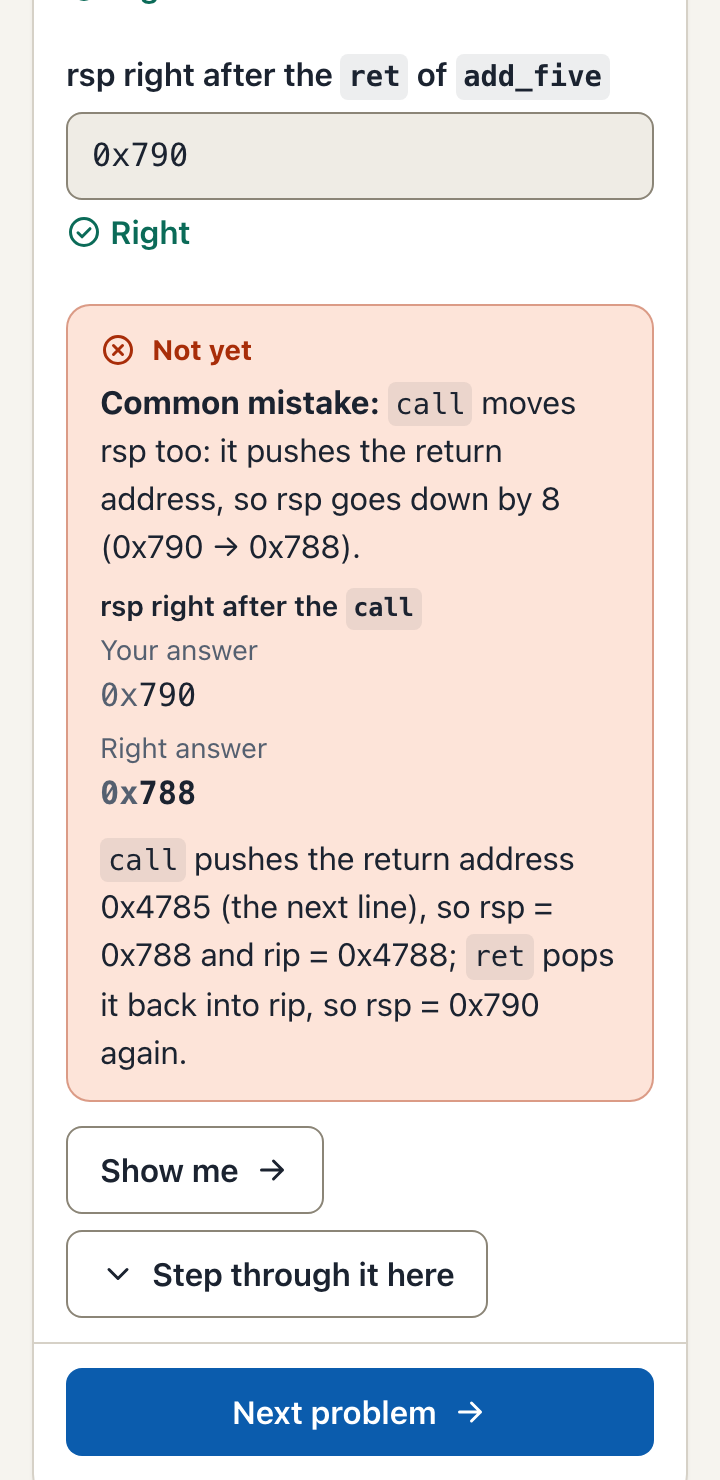 rsp right after the ret of add_five
0x790
Right
Not yet
Common mistake: call moves
rsp too: it pushes the return
address, so rsp goes down by 8
(0x790 → 0x788).
rsp right after the call
Your answer
0x790
Right answer
0x788
call pushes the return address
0x4785 (the next line), so rsp =
0x788 and rip = 0x4788; ret pops
it back into rip, so rsp = 0x790
again.
Show me →
Step through it here
Next problem →